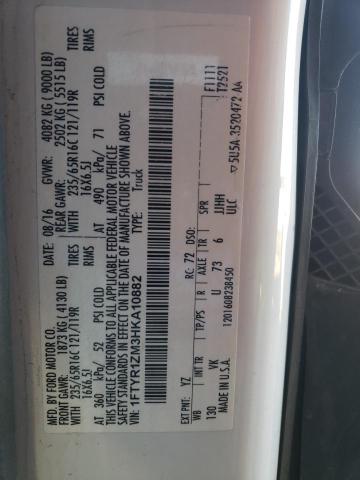 MFD. BY FORD MOTOR CO.
DATE: 08/16 GVWR: 4082 KG ( 9000 LB)
FRONT GAWR: 1873 KG ( 4130 LB) REAR GAWR: 2502 KG ( 5515 LB)
WITH 235/65R16C 121/119R TIRES WITH 235/65R16C 121/119R TIRES
16X6.5J RIMS 16X6.5J RIMS
AT 360 kPa/ 52 PSI COLD AT 490 kPa/ 71 PSI COLD
THIS VEHICLE CONFORMS TO ALL APPLICABLE FEDERAL MOTOR VEHICLE
SAFETY STANDARDS IN EFFECT ON THE DATE OF MANUFACTURE SHOWN ABOVE.
VIN: 1FTYR1ZM3HKA10882 TYPE: Truck
F1111
T2521
EXT PNT: YZ RC: 72 DSO:
WB INT TR TP/PS R AXLE TR SPR
130 VK U 73 6 JJHH
MADE IN U.S.A. ULC
1201608238450
▽5U5A 3520472 AA